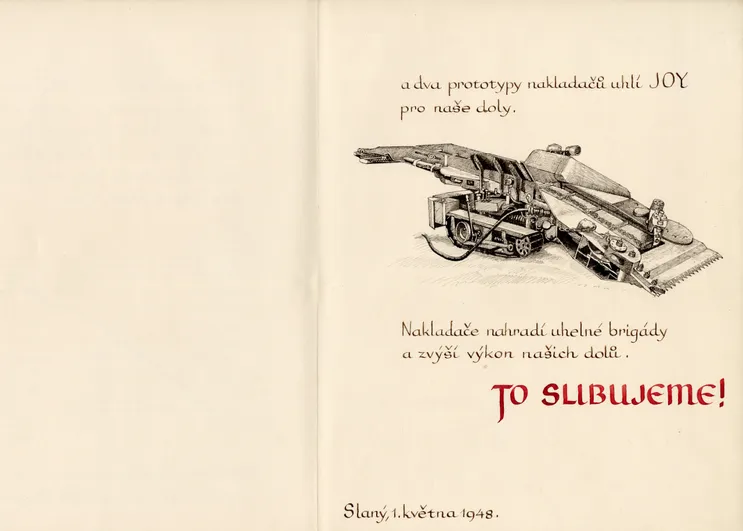 a dva prototypy nakladačů uhlí JOY
pro naše doly.
Nakladače nahradí uhelné brigády
a zvýší výkon našich dolů.
TO SLIBUJEME!
Slaný, 1. května 1948.